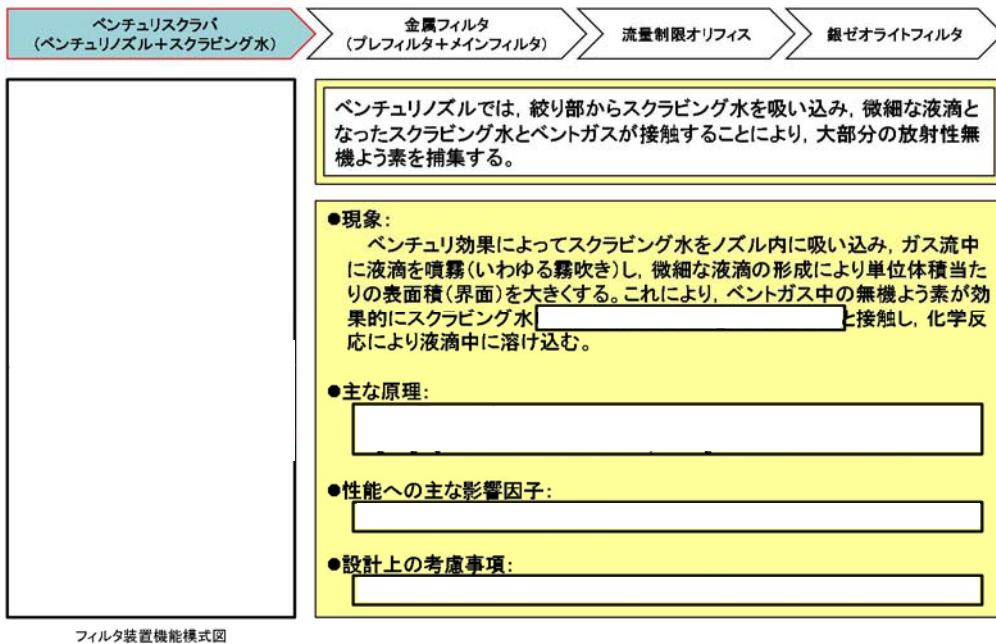 ベンチュリスクラバ
(ベンチュリノズル+スクラビング水)
金属フィルタ
(プレフィルタ+メインフィルタ)
流量制限オリフィス
銀ゼオライトフィルタ
ベンチュリノズルでは,絞り部からスクラビング水を吸い込み,微細な液滴と
なったスクラビング水とベントガスが接触することにより,大部分の放射性無
機よう素を捕集する。
●現象:
ベンチュリ効果によってスクラビング水をノズル内に吸い込み,ガス流中
に液滴を噴霧(いわゆる霧吹き)し,微細な液滴の形成により単位体積当た
りの表面積(界面)を大きくする。これにより,ベントガス中の無機よう素が効
果的にスクラビング水
と接触し,化学反
応により液滴中に溶け込む。
●主な原理:
●性能への主な影響因子:
●設計上の考慮事項:
フィルタ装置機能模式図